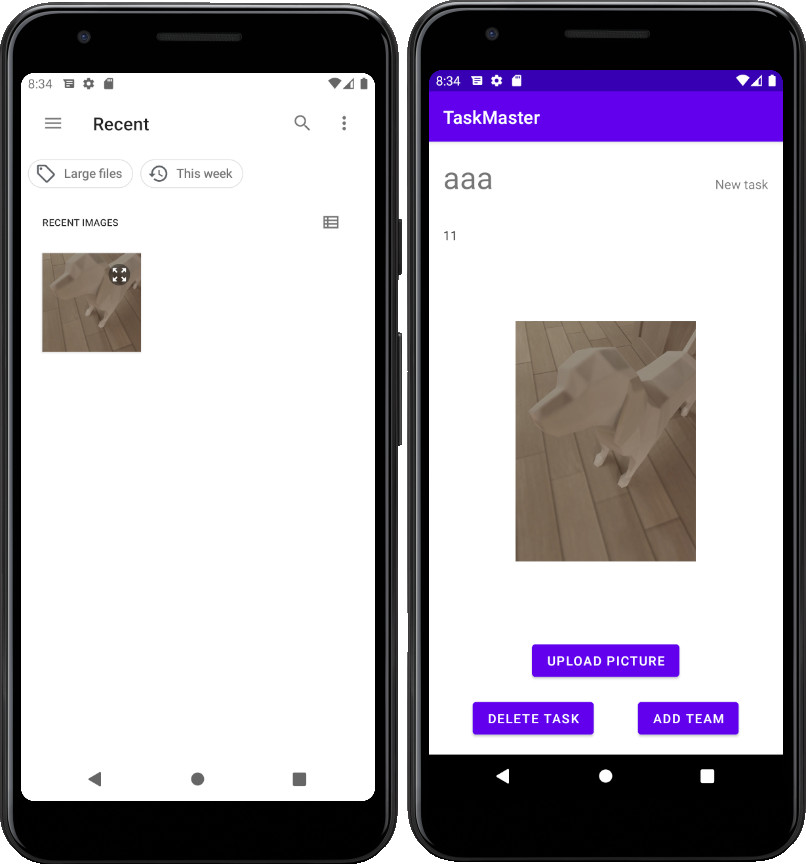 8:34
Recent
Large files
This week
RECENT IMAGES
8:34
TaskMaster
aaa
New task
11
UPLOAD PICTURE
DELETE TASK
ADD TEAM